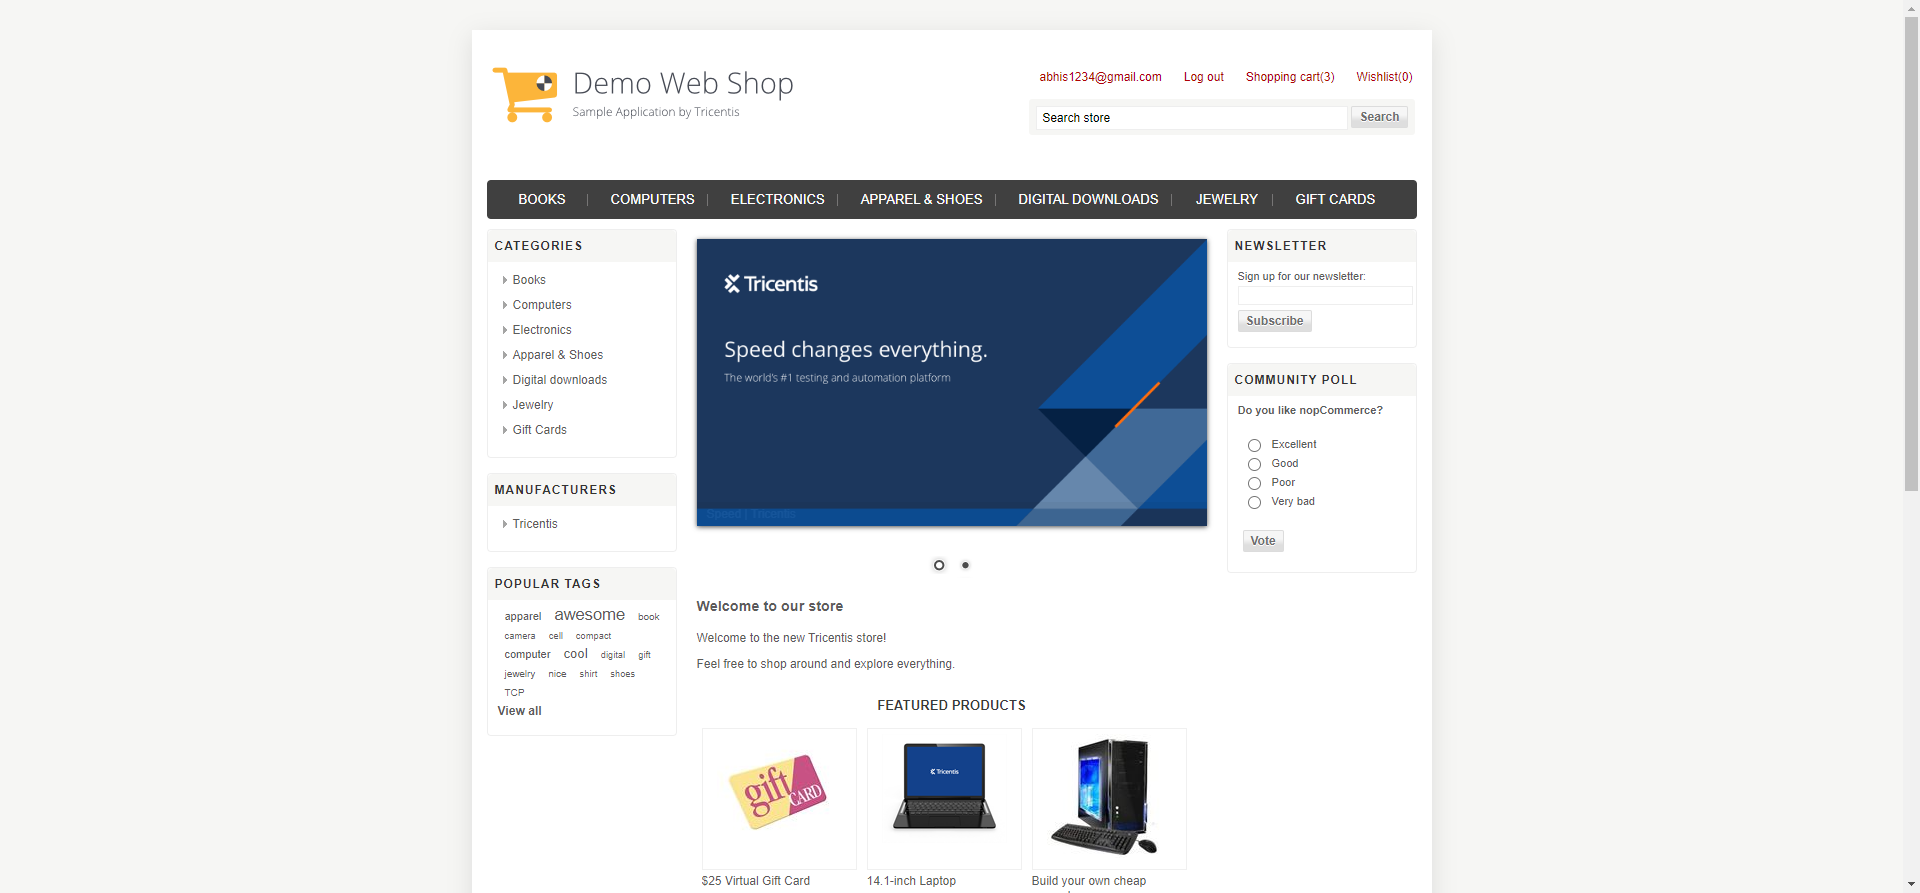 Demo Web Shop
Sample Application by Tricentis
abhis1234@gmail.com Log out Shopping cart(3) Wishlist(0)
Search store Search
BOOKS COMPUTERS ELECTRONICS APPAREL & SHOES DIGITAL DOWNLOADS JEWELRY GIFT CARDS
CATEGORIES
Books
Computers
Electronics
Apparel & Shoes
Digital downloads
Jewelry
Gift Cards
MANUFACTURERS
Tricentis
POPULAR TAGS
apparel awesome book
camera cell compact
computer cool digital gift
jewelry nice shirt shoes
TCP
View all
Tricentis
Speed changes everything.
The world's #1 testing and automation platform
Speed | Tricentis
Welcome to our store
Welcome to the new Tricentis store!
Feel free to shop around and explore everything.
FEATURED PRODUCTS
gift CARD
Tricentis
$25 Virtual Gift Card
14.1-inch Laptop
Build your own cheap
NEWSLETTER
Sign up for our newsletter:
Subscribe
COMMUNITY POLL
Do you like nopCommerce?
Excellent
Good
Poor
Very bad
Vote